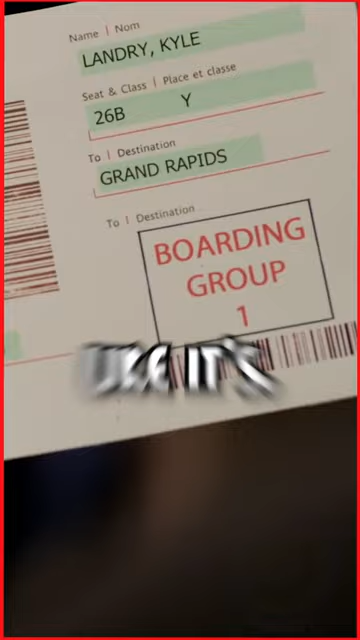 Name | Nom
LANDRY, KYLE
Seat & Class | Place et classe
26B Y
To | Destination
GRAND RAPIDS
To | Destination
BOARDING
GROUP
1
IT'S